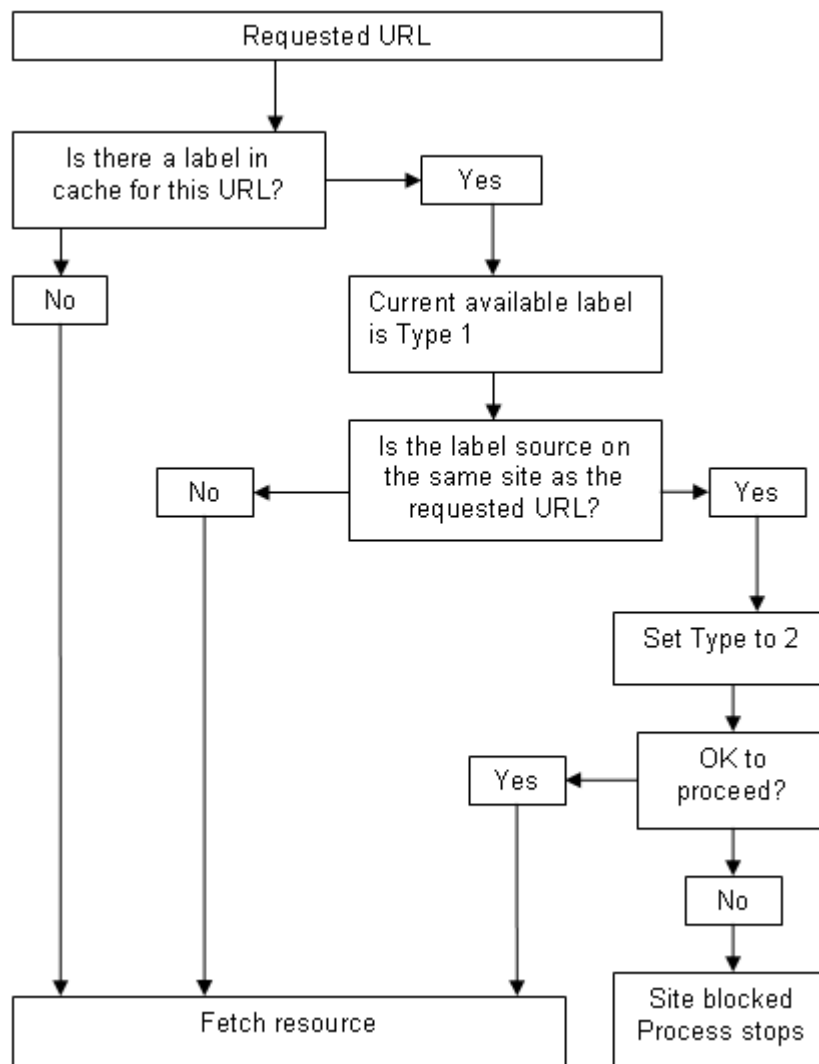 Requested URL
Is there a label in
cache for this URL?
Yes
No
Current available label
is Type 1
Is the label source on
the same site as the
requested URL?
No
Yes
Set Type to 2
OK to
proceed?
Yes
No
Fetch resource
Site blocked
Process stops